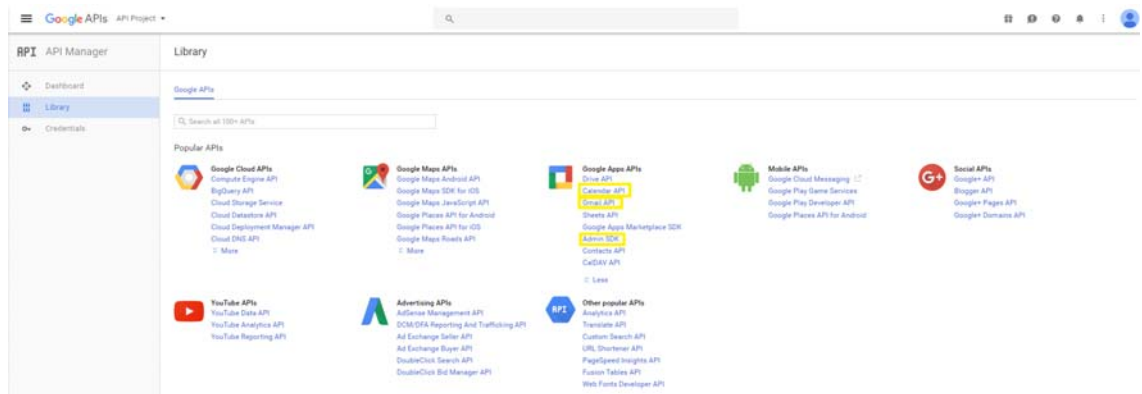 Google APIs API Project
API API Manager
Library
Dashboard
Library
Credentials
Google APIs
Search all 100+ APIs
Popular APIs
Google Cloud APIs
Compute Engine API
BigQuery API
Cloud Storage Service
Cloud Datastore API
Cloud Deployment Manager API
Cloud DNS API
More
Google Maps APIs
Google Maps Android API
Google Maps SDK for iOS
Google Maps JavaScript API
Google Places API for Android
Google Places API for iOS
Google Maps Roads API
More
Google Apps APIs
Drive API
Calendar API
Gmail API
Sheets API
Google Apps Marketplace SDK
Admin SDK
Contacts API
CalDAV API
Less
Mobile APIs
Google Cloud Messaging
Google Play Game Services
Google Play Developer API
Google Places API for Android
G+
Social APIs
Google+ API
Blogger API
Google+ Pages API
Google+ Domains API
YouTube APIs
YouTube Data API
YouTube Analytics API
YouTube Reporting API
Advertising APIs
AdSense Management API
DCM/DFA Reporting And Trafficking API
Ad Exchange Seller API
Ad Exchange Buyer API
DoubleClick Search API
DoubleClick Bid Manager API
API
Other popular APIs
Analytics API
Translate API
Custom Search API
URL Shortener API
PageSpeed Insights API
Fusion Tables API
Web Fonts Developer API